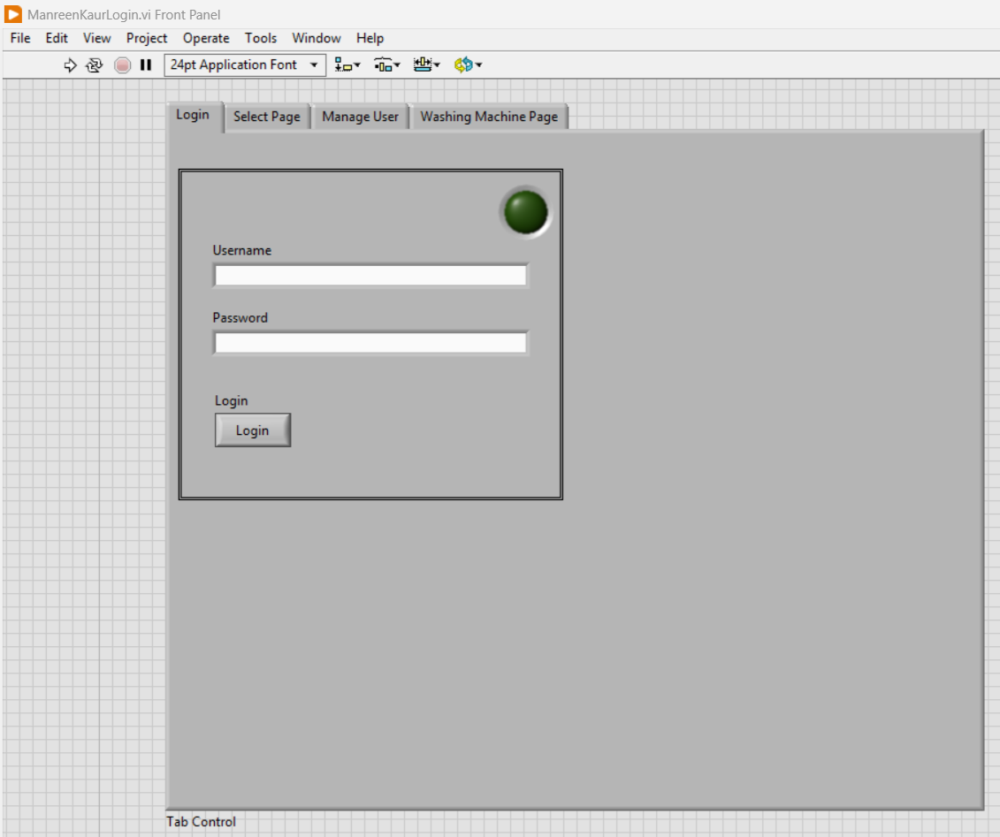 ManreenKaurLogin.vi Front Panel
File Edit View Project Operate Tools Window Help
24pt Application Font
Login Select Page Manage User Washing Machine Page
Username
Password
Login
Login
Tab Control